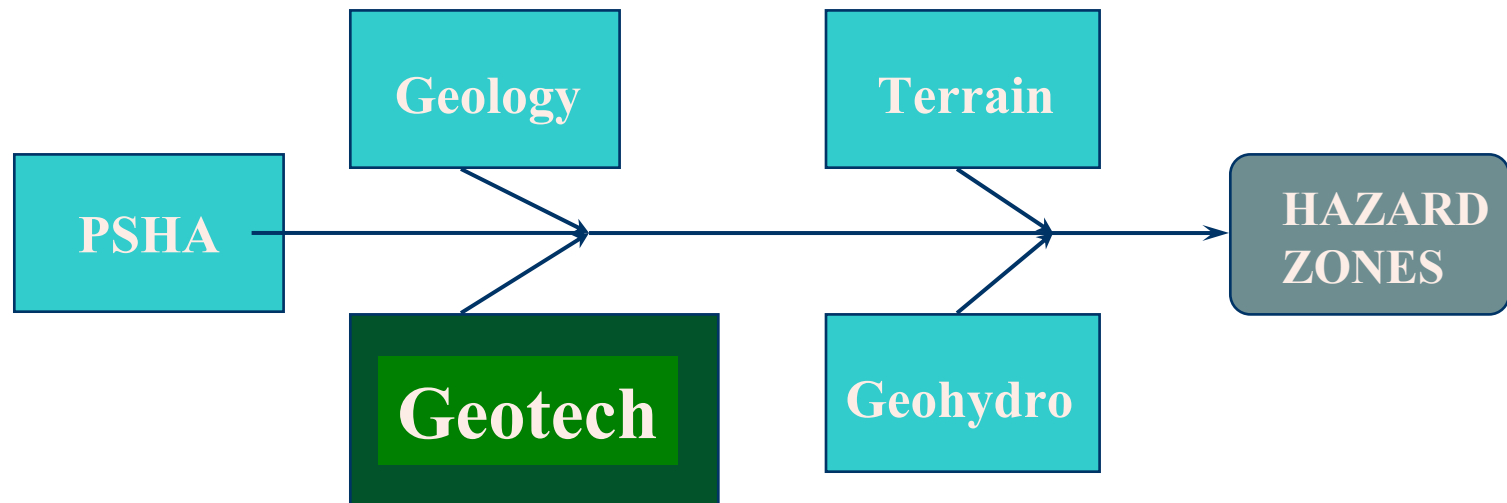 Geology
Terrain
PSHA
HAZARD
ZONES
Geotech
Geohydro